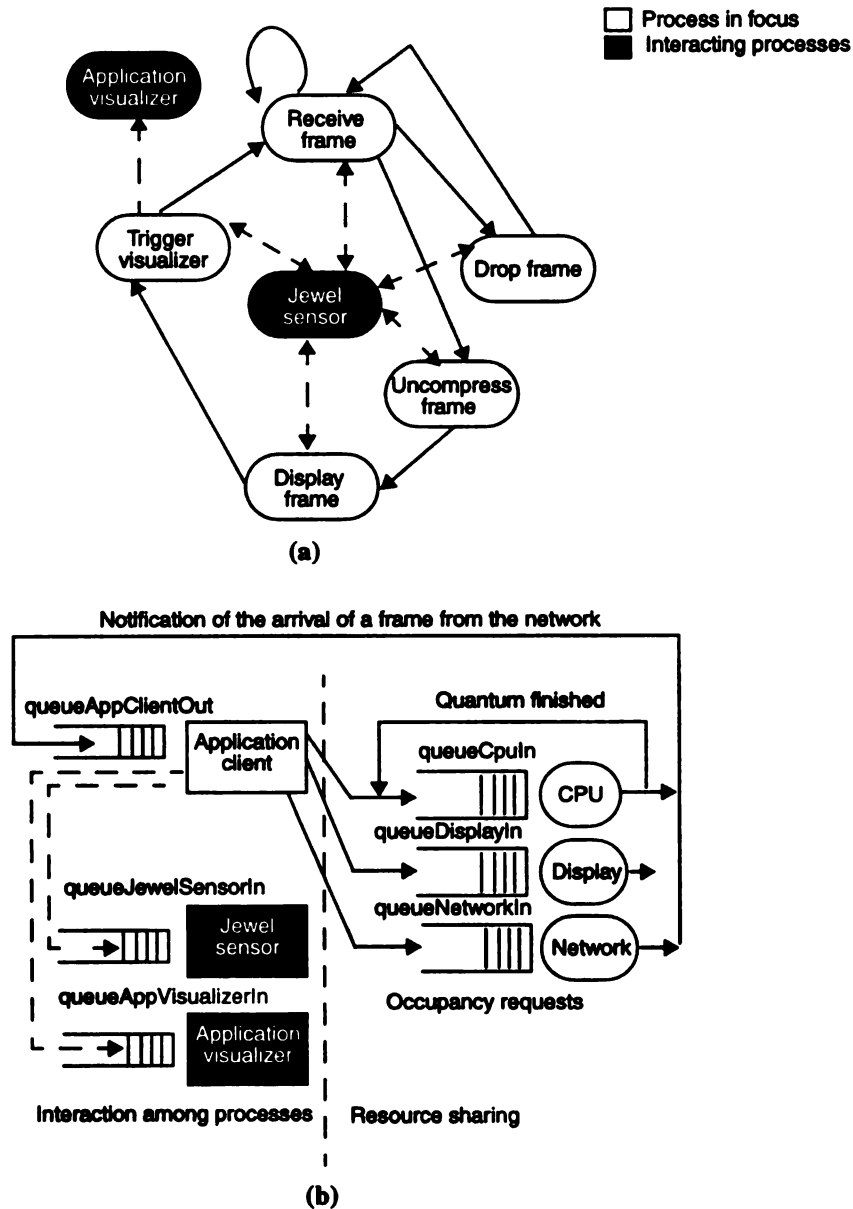 Process in focus
Interacting processes
Application
visualizer
Receive
frame
Trigger
visualizer
Drop frame
Jewel
sensor
Uncompress
frame
Display
frame
(a)
Notification of the arrival of a frame from the network
queueAppClientOut
Quantum finished
Application
client
queueCpuIn
CPU
queueDisplayIn
Display
queueJewelSensorIn
queueNetworkIn
Jewel
sensor
Network
queueAppVisualizerIn
Occupancy requests
Application
visualizer
Interaction among processes
Resource sharing
(b)